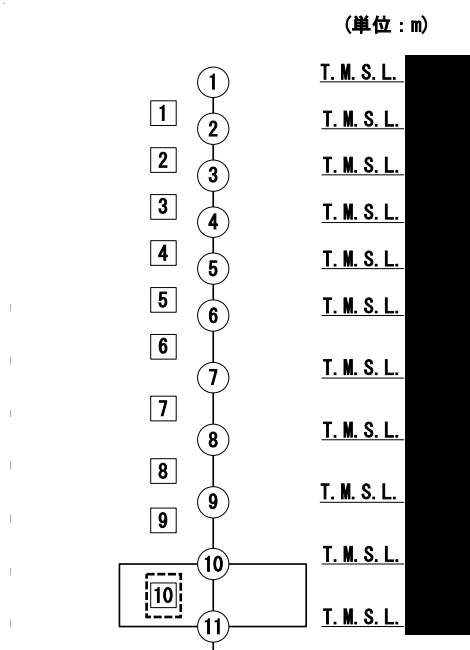 (単位：m)
1 T.M.S.L.
1
2 T.M.S.L.
2
3 T.M.S.L.
3
4 T.M.S.L.
4
5 T.M.S.L.
5
6 T.M.S.L.
6
7 T.M.S.L.
7
8 T.M.S.L.
8
9 T.M.S.L.
9
10 T.M.S.L.
10
11 T.M.S.L.